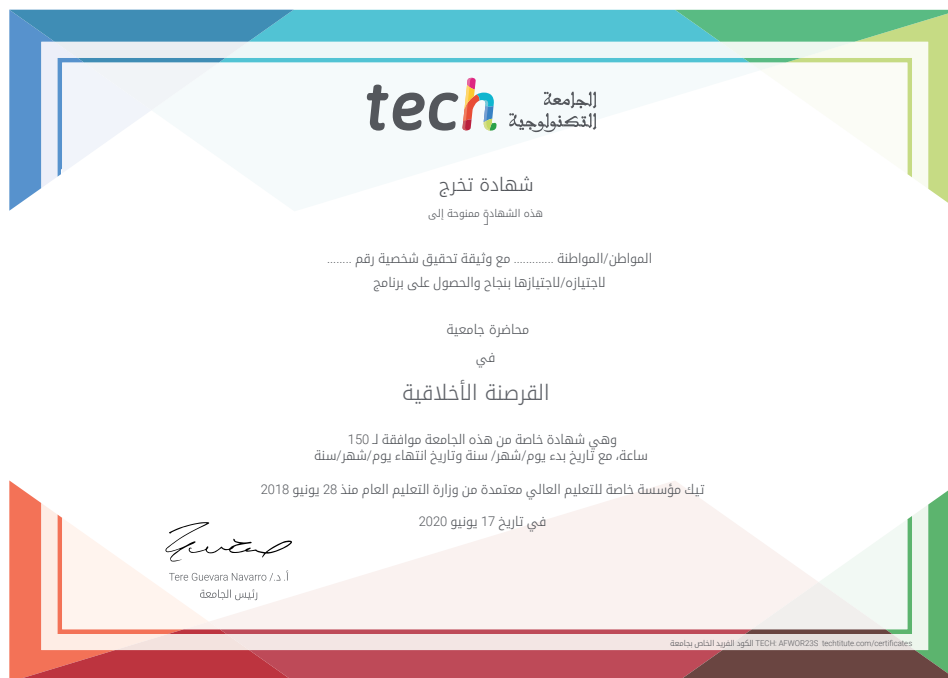 tech الجامعة
التكنولوجية
شهادة تخرج
هذه الشهادة ممنوحة إلى
المواطن/المواطنة ............. مع وثيقة تحقيق شخصية رقم ........
لاجتيازه/لاجتيازها بنجاح والحصول على برنامج
محاضرة جامعية
في
القرصنة الأخلاقية
وهي شهادة خاصة من هذه الجامعة موافقة لـ 150
ساعة، مع تاريخ بدء يوم/شهر/ سنة وتاريخ انتهاء يوم/شهر/سنة
تيك مؤسسة خاصة للتعليم العالي معتمدة من وزارة التعليم العام منذ 28 يونيو 2018
في تاريخ 17 يونيو 2020
أ. د./ Tere Guevara Navarro
رئيس الجامعة
الكود الفريد الخاص بجامعة TECH: AFWOR23S techtitute.com/certificates